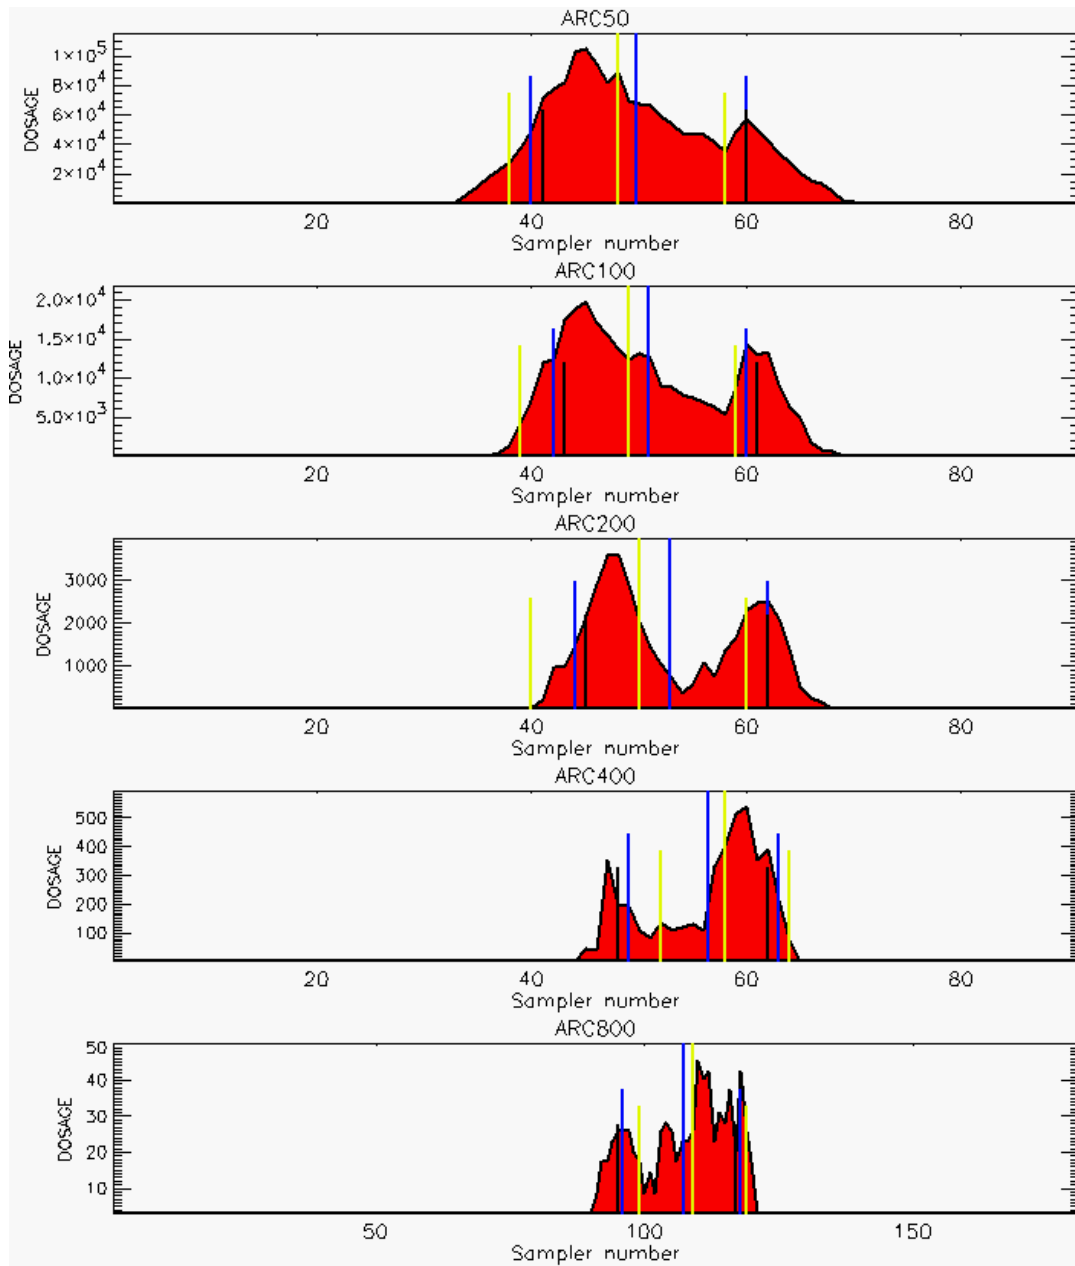 ARC50
1×10⁵
8×10⁴
6×10⁴
4×10⁴
2×10⁴
DOSAGE
20 40 60 80
Sampler number
ARC100
2.0×10⁴
1.5×10⁴
1.0×10⁴
5.0×10³
DOSAGE
20 40 60 80
Sampler number
ARC200
3000
2000
1000
DOSAGE
20 40 60 80
Sampler number
ARC400
500
400
300
200
100
DOSAGE
20 40 60 80
Sampler number
ARC800
50
40
30
20
10
DOSAGE
50 100 150
Sampler number